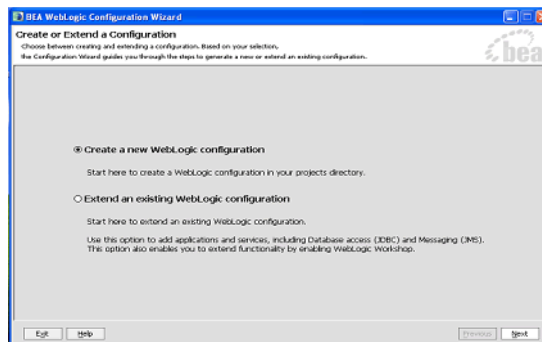 BEA WebLogic Configuration Wizard
Create or Extend a Configuration
Choose between creating and extending a configuration. Based on your selection,
the Configuration Wizard guides you through the steps to generate a new or extend an existing configuration.
bea
Create a new WebLogic configuration
Start here to create a WebLogic configuration in your projects directory.
Extend an existing WebLogic configuration
Start here to extend an existing WebLogic configuration.
Use this option to add applications and services, including Database access (JDBC) and Messaging (JMS).
This option also enables you to extend functionality by enabling WebLogic Workshop.
Exit Help Previous Next